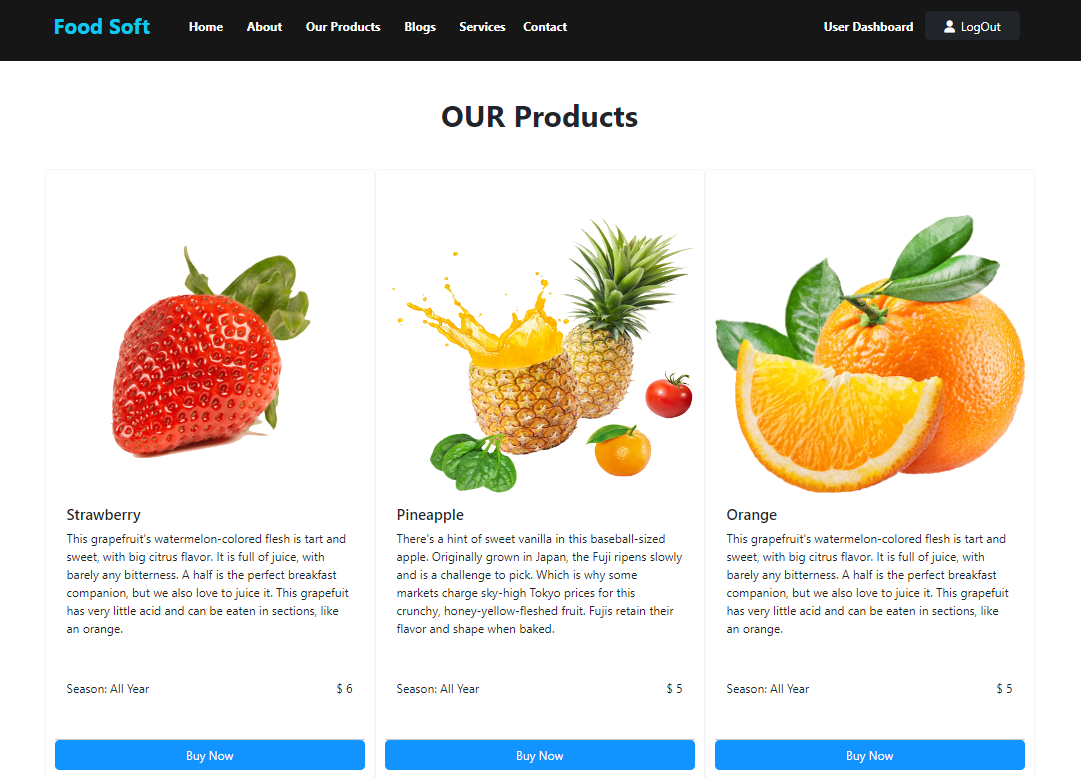 Food Soft Home About Our Products Blogs Services Contact User Dashboard LogOut
OUR Products
Strawberry
This grapefruit's watermelon-colored flesh is tart and
sweet, with big citrus flavor. It is full of juice, with
barely any bitterness. A half is the perfect breakfast
companion, but we also love to juice it. This grapefuit
has very little acid and can be eaten in sections, like
an orange.
Season: All Year $ 6
Buy Now
Pineapple
There's a hint of sweet vanilla in this baseball-sized
apple. Originally grown in Japan, the Fuji ripens slowly
and is a challenge to pick. Which is why some
markets charge sky-high Tokyo prices for this
crunchy, honey-yellow-fleshed fruit. Fujis retain their
flavor and shape when baked.
Season: All Year $ 5
Buy Now
Orange
This grapefruit's watermelon-colored flesh is tart and
sweet, with big citrus flavor. It is full of juice, with
barely any bitterness. A half is the perfect breakfast
companion, but we also love to juice it. This grapefuit
has very little acid and can be eaten in sections, like
an orange.
Season: All Year $ 5
Buy Now